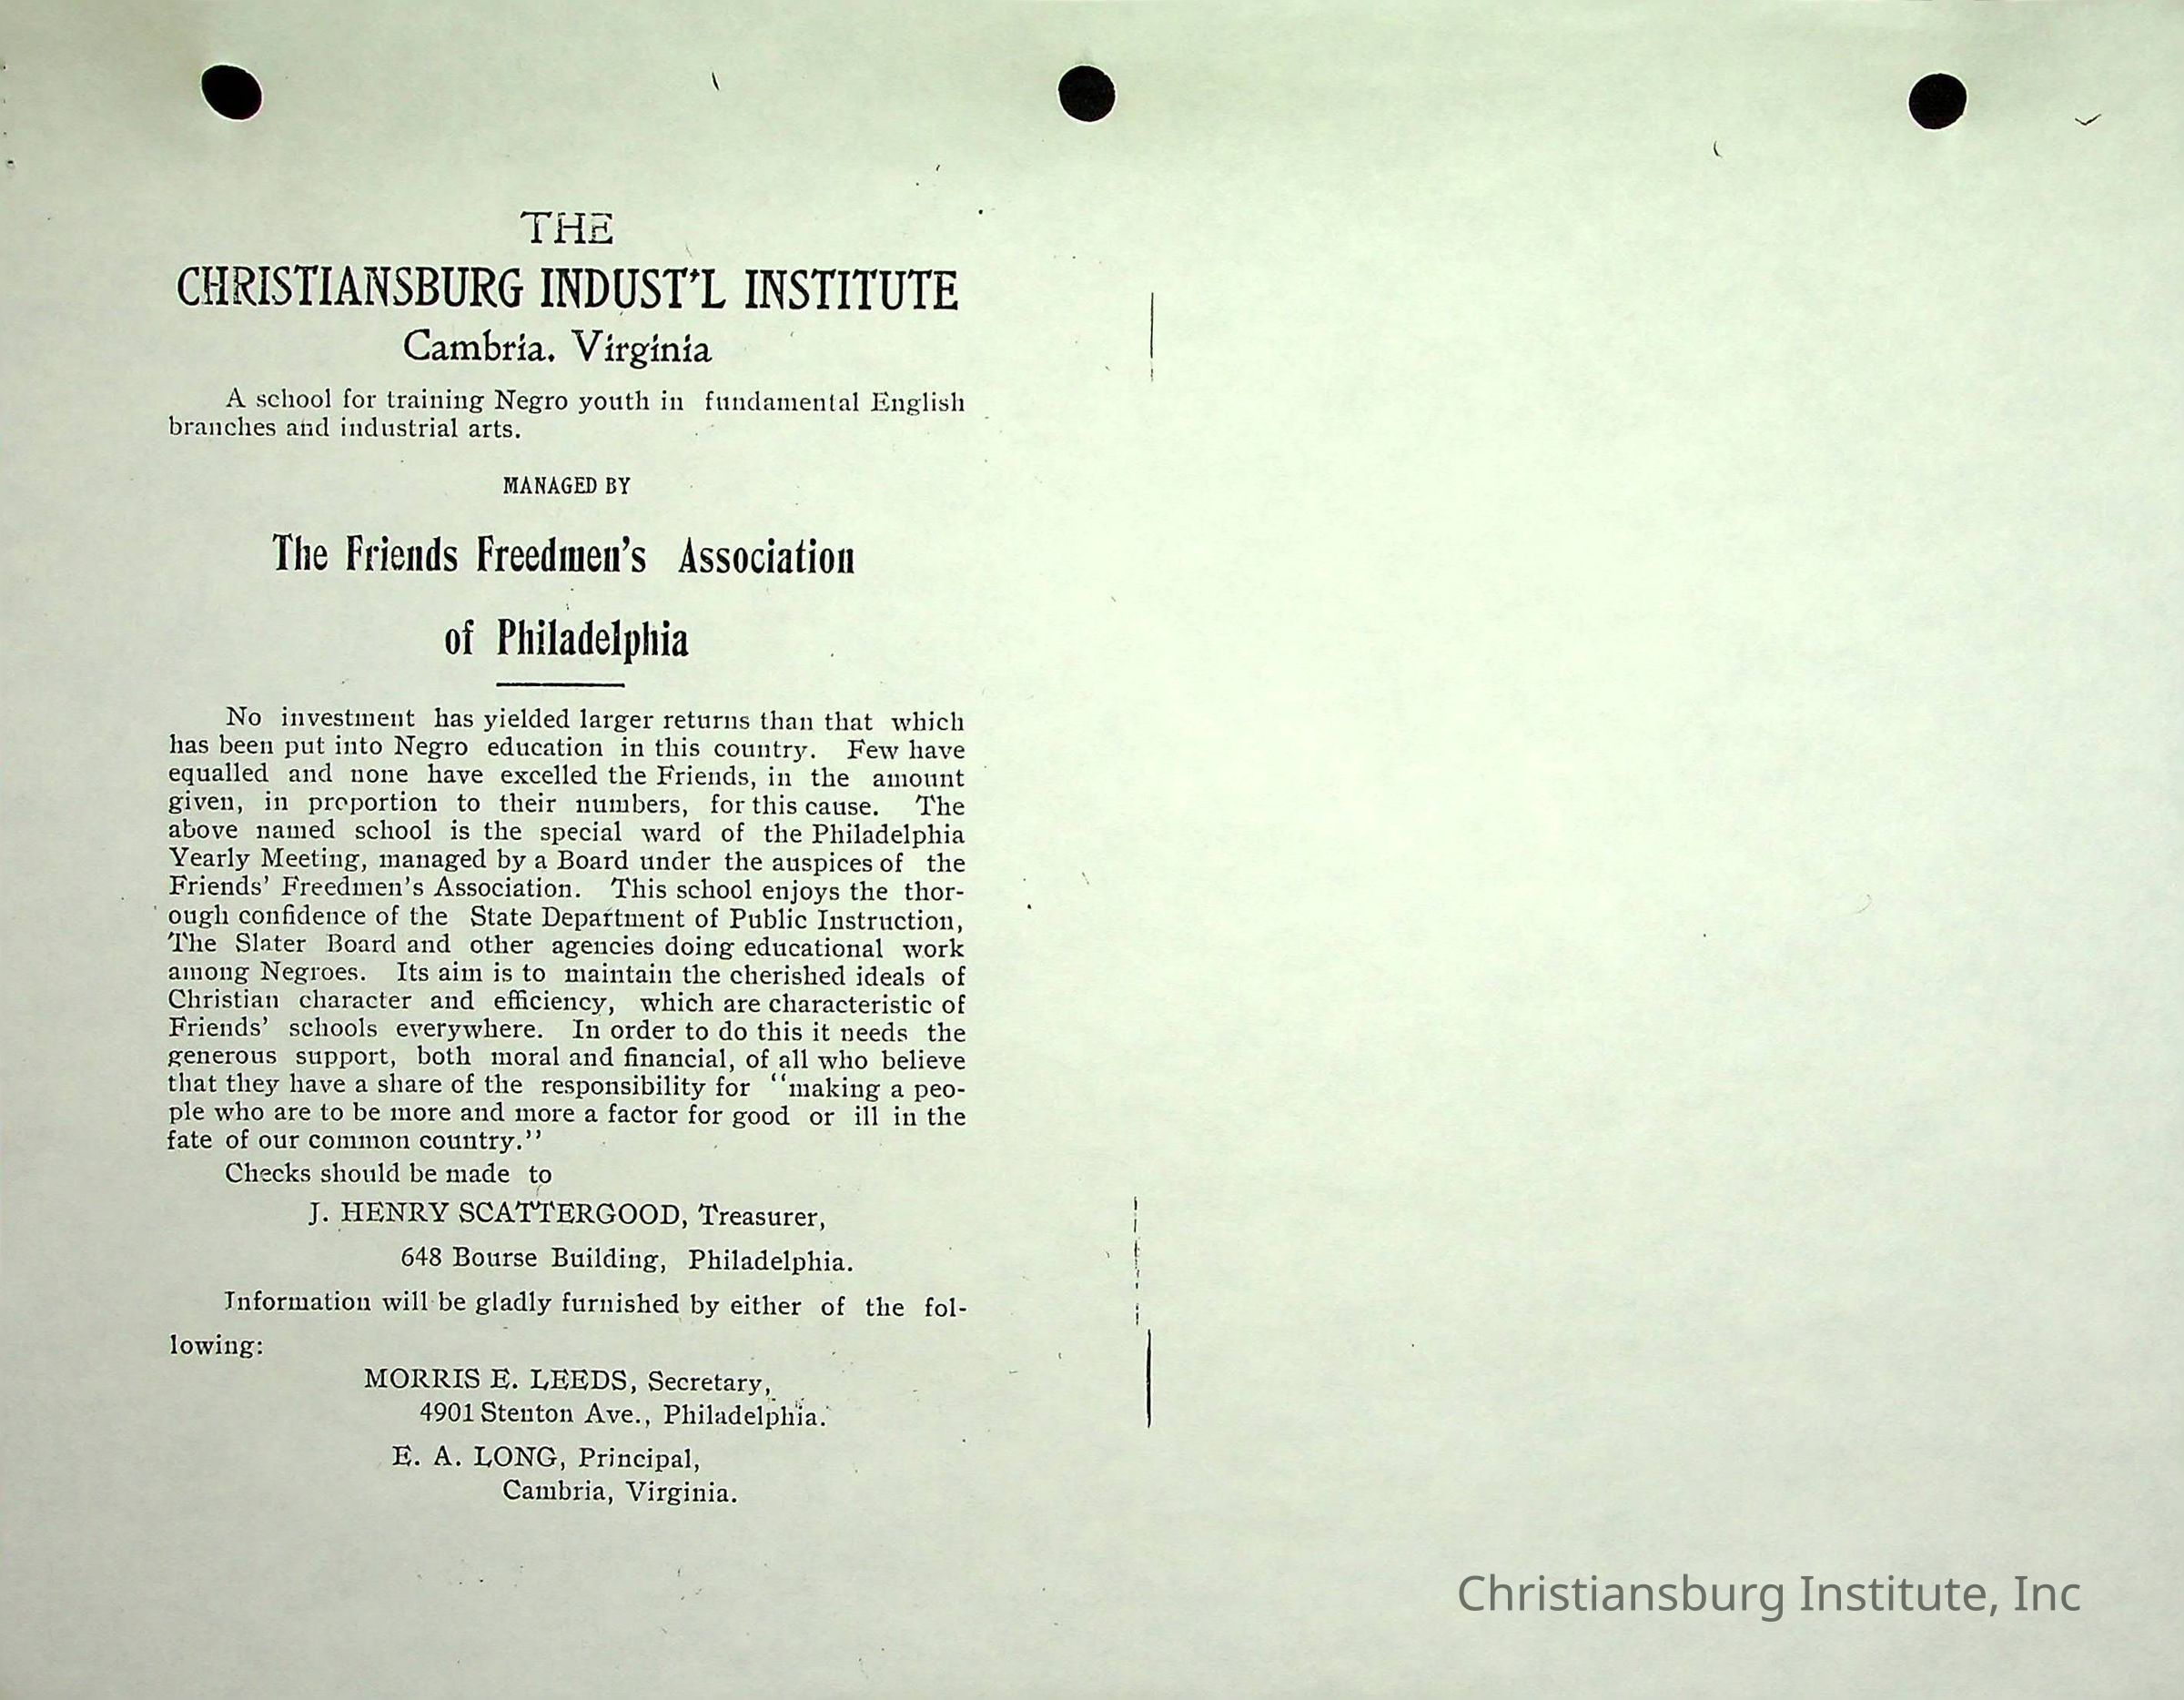 THE
CHRISTIANSBURG INDUST'L INSTITUTE
Cambria. Virginia
A school for training Negro youth in fundamental English
branches and industrial arts.
MANAGED BY
The Friends Freedmen's Association
of Philadelphia
No investment has yielded larger returns than that which
has been put into Negro education in this country. Few have
equalled and none have excelled the Friends, in the amount
given, in proportion to their numbers, for this cause. The
above named school is the special ward of the Philadelphia
Yearly Meeting, managed by a Board under the auspices of the
Friends' Freedmen's Association. This school enjoys the thor-
ough confidence of the State Department of Public Instruction,
The Slater Board and other agencies doing educational work
among Negroes. Its aim is to maintain the cherished ideals of
Christian character and efficiency, which are characteristic of
Friends' schools everywhere. In order to do this it needs the
generous support, both moral and financial, of all who believe
that they have a share of the responsibility for "making a peo-
ple who are to be more and more a factor for good or ill in the
fate of our common country."
Checks should be made to
J. HENRY SCATTERGOOD, Treasurer,
648 Bourse Building, Philadelphia.
Information will be gladly furnished by either of the fol-
lowing:
MORRIS E. LEEDS, Secretary,
4901 Stenton Ave., Philadelphia.
E. A. LONG, Principal,
Cambria, Virginia.
Christiansburg Institute, Inc